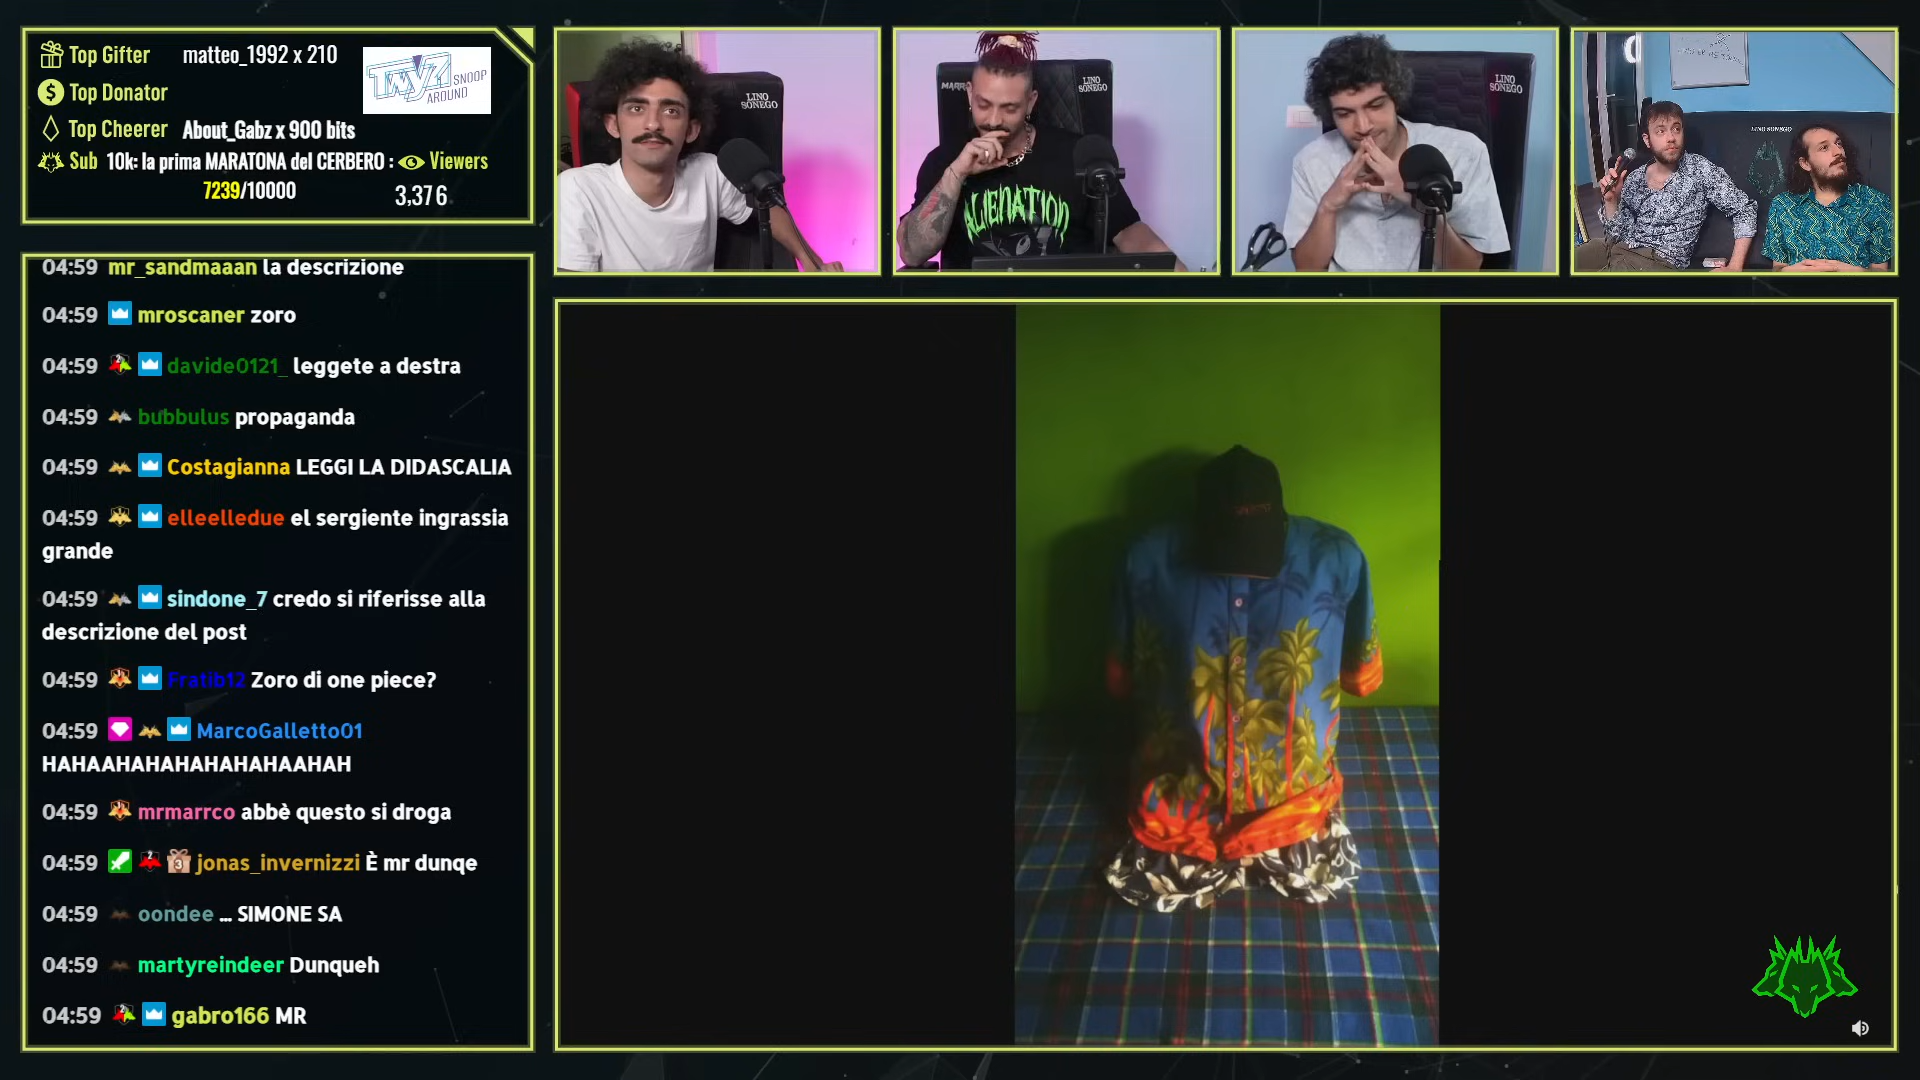 Top Gifter matteo_1992 x 210
Top Donator
Top Cheerer About_Gabz x 900 bits
Sub 10k: la prima MARATONA del CERBERO : Viewers
7239/10000 3,376
TWYZ SNOOP
AROUND
LINO
SONEGO
MARR
LINO
SONEGO
LINO
SONEGO
LINO SONEGO
ALIENATION
04:59 mr_sandmaaan la descrizione
04:59 mroscaner zoro
04:59 davide0121_ leggete a destra
04:59 bubbulus propaganda
04:59 Costagianna LEGGI LA DIDASCALIA
04:59 elleelledue el sergiente ingrassia
grande
04:59 sindone_7 credo si riferisse alla
descrizione del post
04:59 Fratib12 Zoro di one piece?
04:59 MarcoGalletto01
HAHAAHAHAHAHAHAHAAHAH
04:59 mrmarrco abbè questo si droga
04:59 jonas_invernizzi È mr dunqe
04:59 oondee ... SIMONE SA
04:59 martyreindeer Dunqueh
04:59 gabro166 MR